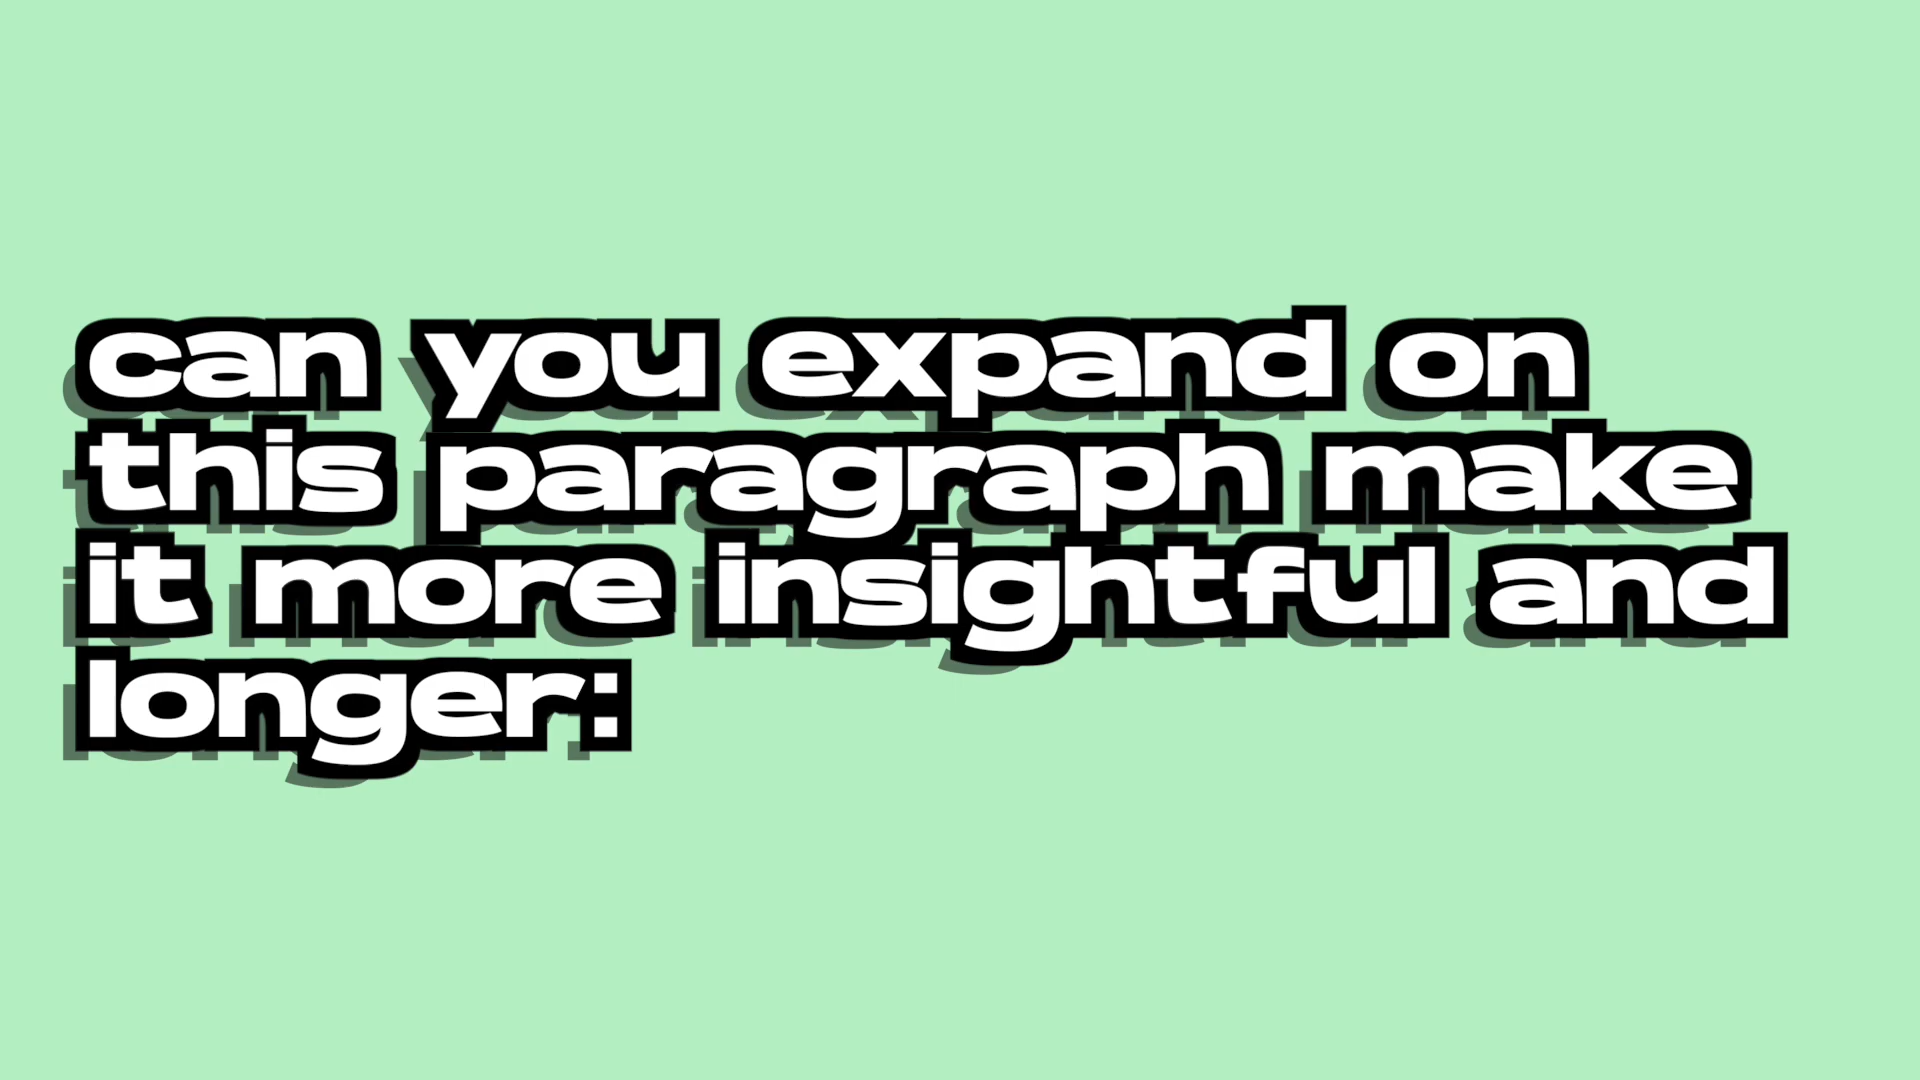 can you expand on
this paragraph make
it more insightful and
longer: